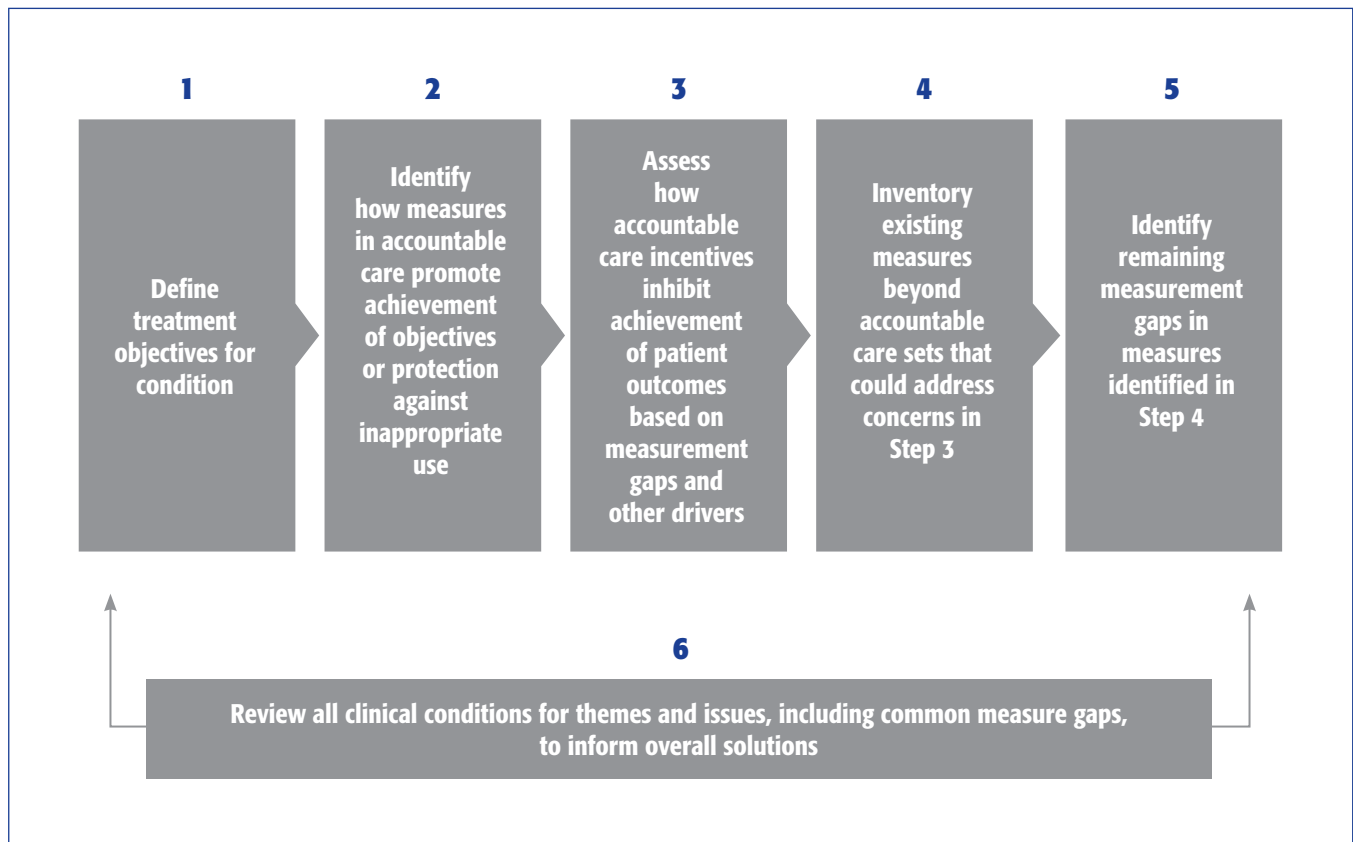 1
Define
treatment
objectives for
condition
2
Identify
how measures
in accountable
care promote
achievement
of objectives
or protection
against
inappropriate
use
3
Assess
how
accountable
care incentives
inhibit
achievement
of patient
outcomes
based on
measurement
gaps and
other drivers
4
Inventory
existing
measures
beyond
accountable
care sets that
could address
concerns in
Step 3
5
Identify
remaining
measurement
gaps in
measures
identified in
Step 4
6
Review all clinical conditions for themes and issues, including common measure gaps,
to inform overall solutions